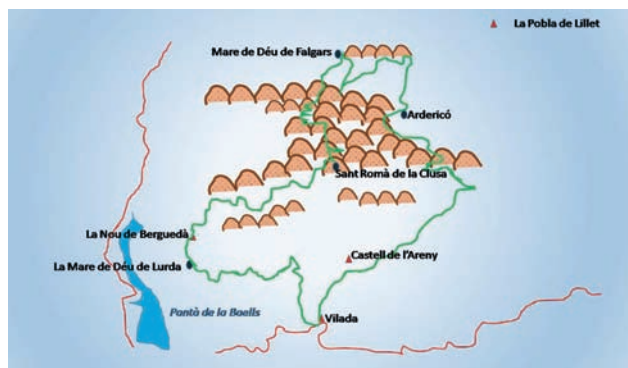 La Pobla de Lillet
Mare de Déu de Falgars
Ardericó
Sant Romà de la Clusa
La Nou de Berguedà
Castell de l'Areny
La Mare de Déu de Lurda
Pantà de la Baells
Vilada